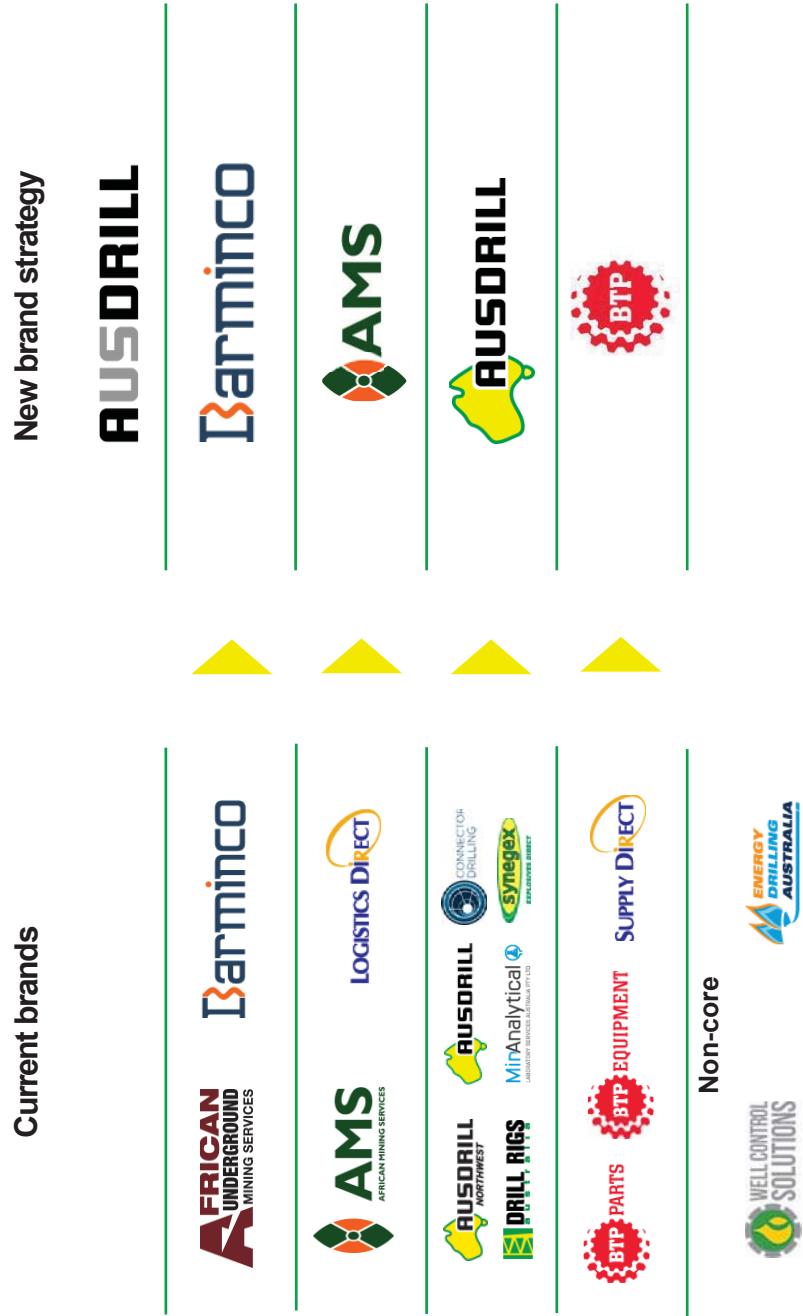 Current brands
New brand strategy
AUSDRILL
AFRICAN
UNDERGROUND
MINING SERVICES
Barminco
Barminco
AMS
AFRICAN MINING SERVICES
LOGISTICS DIRECT
AMS
AUSDRILL
NORTHWEST
AUSDRILL
CONNECTOR
DRILLING
DRILL RIGS
australia
MinAnalytical
LABORATORY SERVICES AUSTRALIA PTY LTD
synegex
EXPLOSIVES DIRECT
AUSDRILL
BTP PARTS
BTP EQUIPMENT
SUPPLY DIRECT
BTP
Non-core
WELL CONTROL
SOLUTIONS
ENERGY
DRILLING
AUSTRALIA